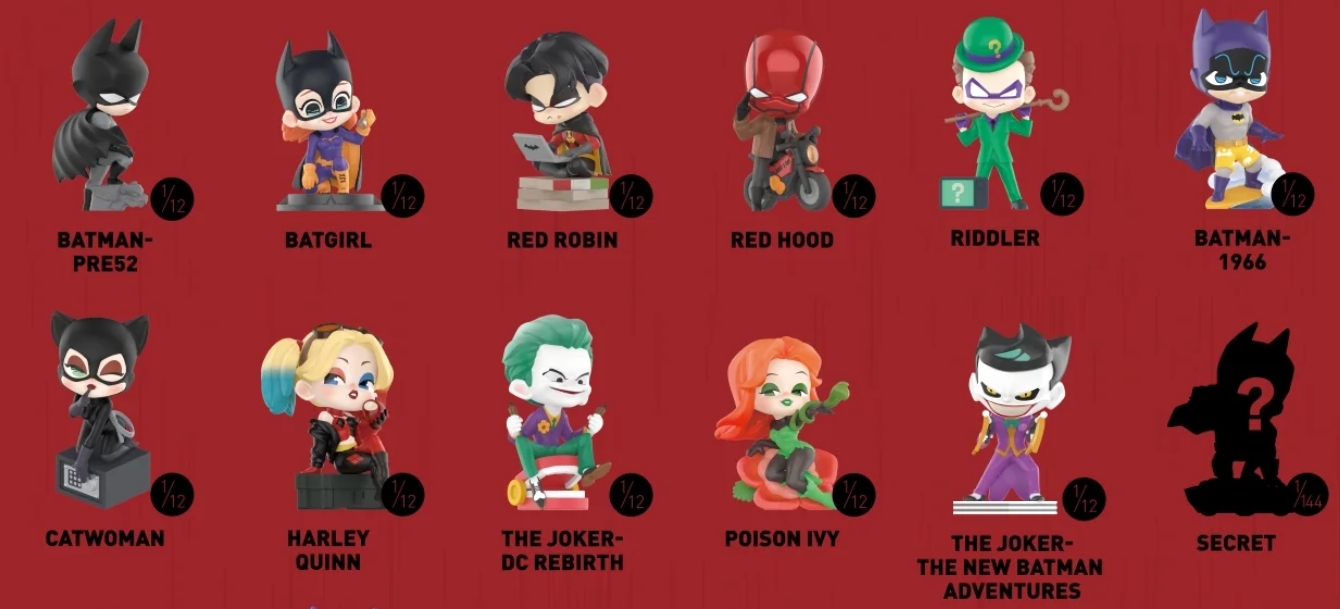 1/12
1/12
1/12
1/12
?
?
1/12
1/12
BATMAN-
PRE52
BATGIRL
RED ROBIN
RED HOOD
RIDDLER
BATMAN-
1966
?
1/12
1/12
1/12
1/12
1/12
1/144
CATWOMAN
HARLEY
QUINN
THE JOKER-
DC REBIRTH
POISON IVY
THE JOKER-
THE NEW BATMAN
ADVENTURES
SECRET